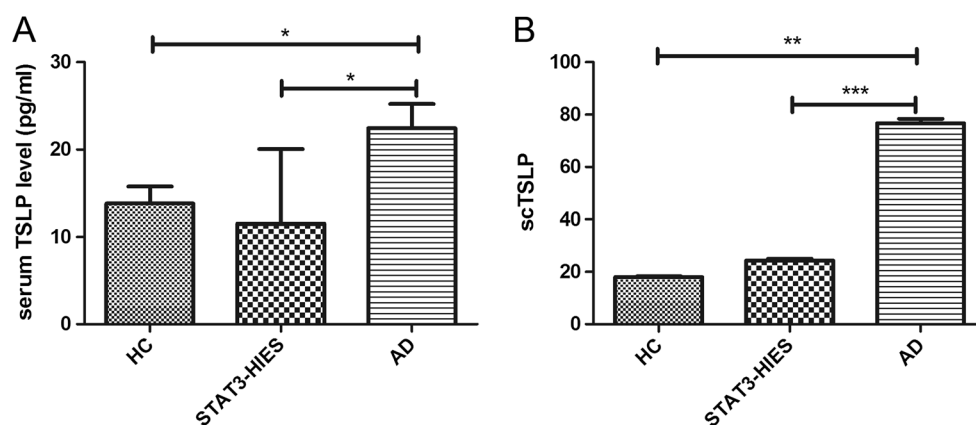 A
*
*
serum TSLP level (pg/ml)
30
20
10
0
HC
STAT3-HIES
AD
B
**
***
scTSLP
100
80
60
40
20
0
HC
STAT3-HIES
AD